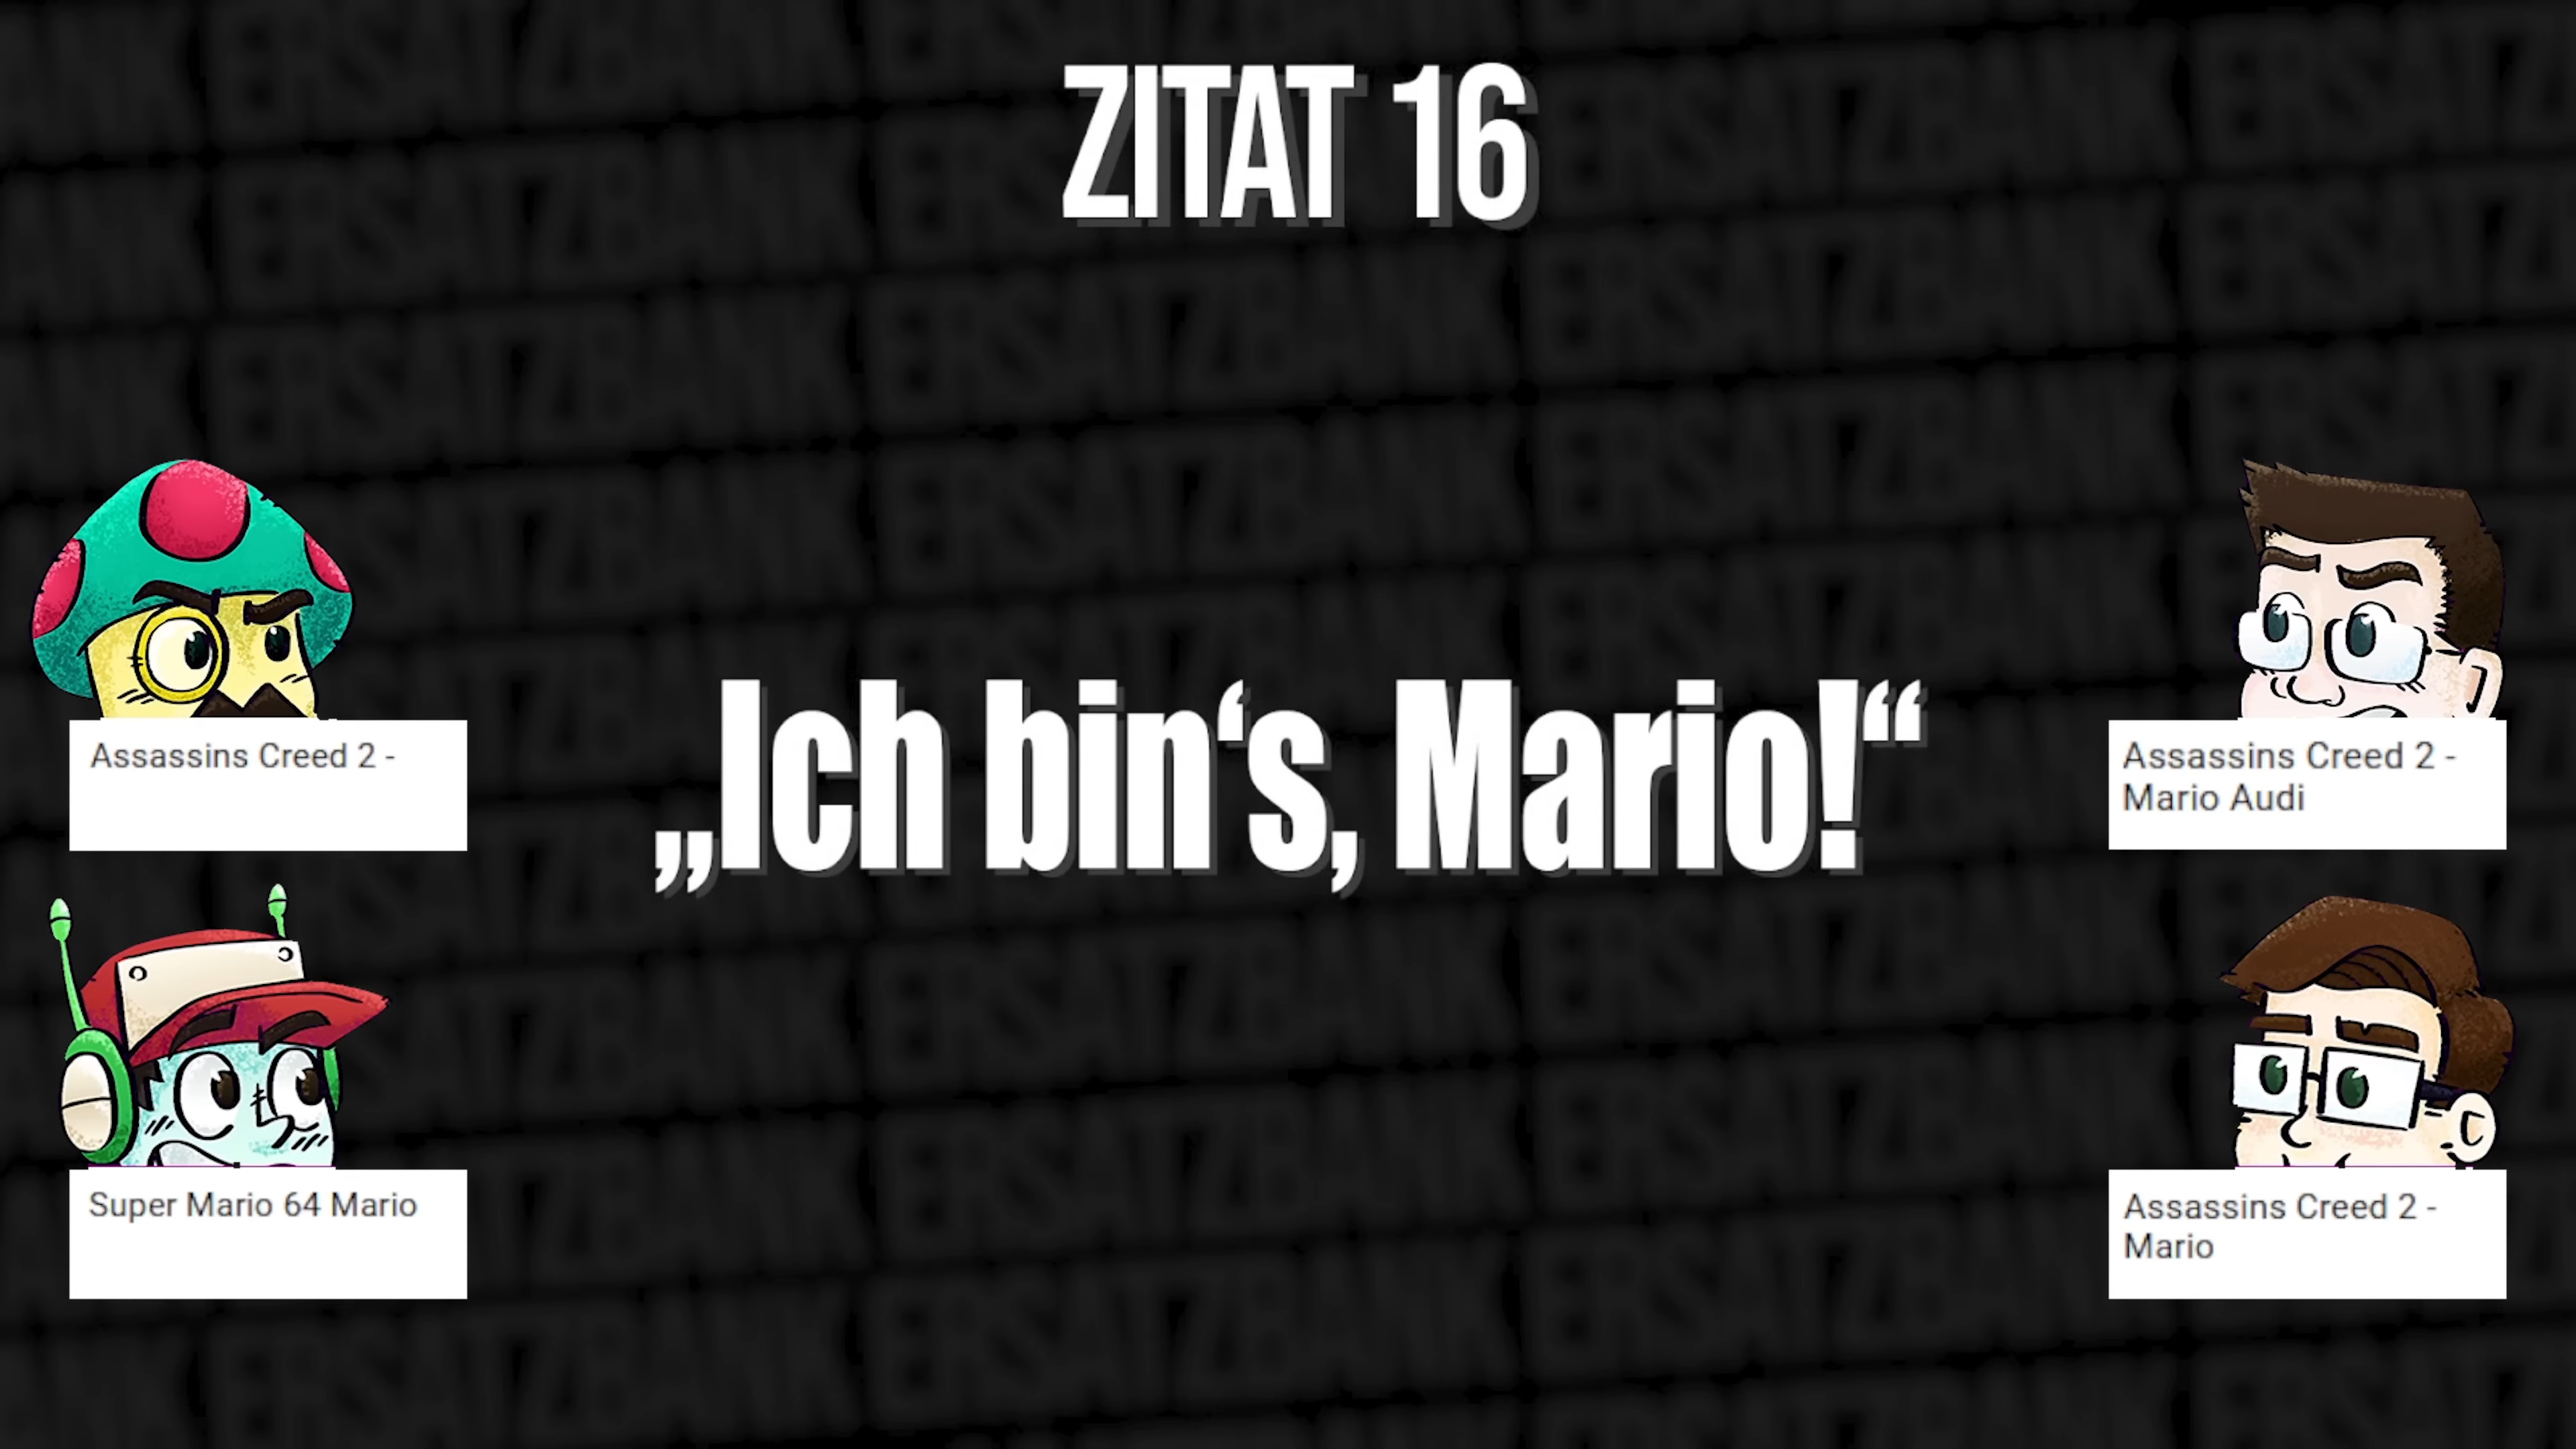 ZITAT 16
„Ich bin‘s, Mario!“
Assassins Creed 2 -
Assassins Creed 2 -
Mario Audi
Super Mario 64 Mario
Assassins Creed 2 -
Mario
ERSATZBANK